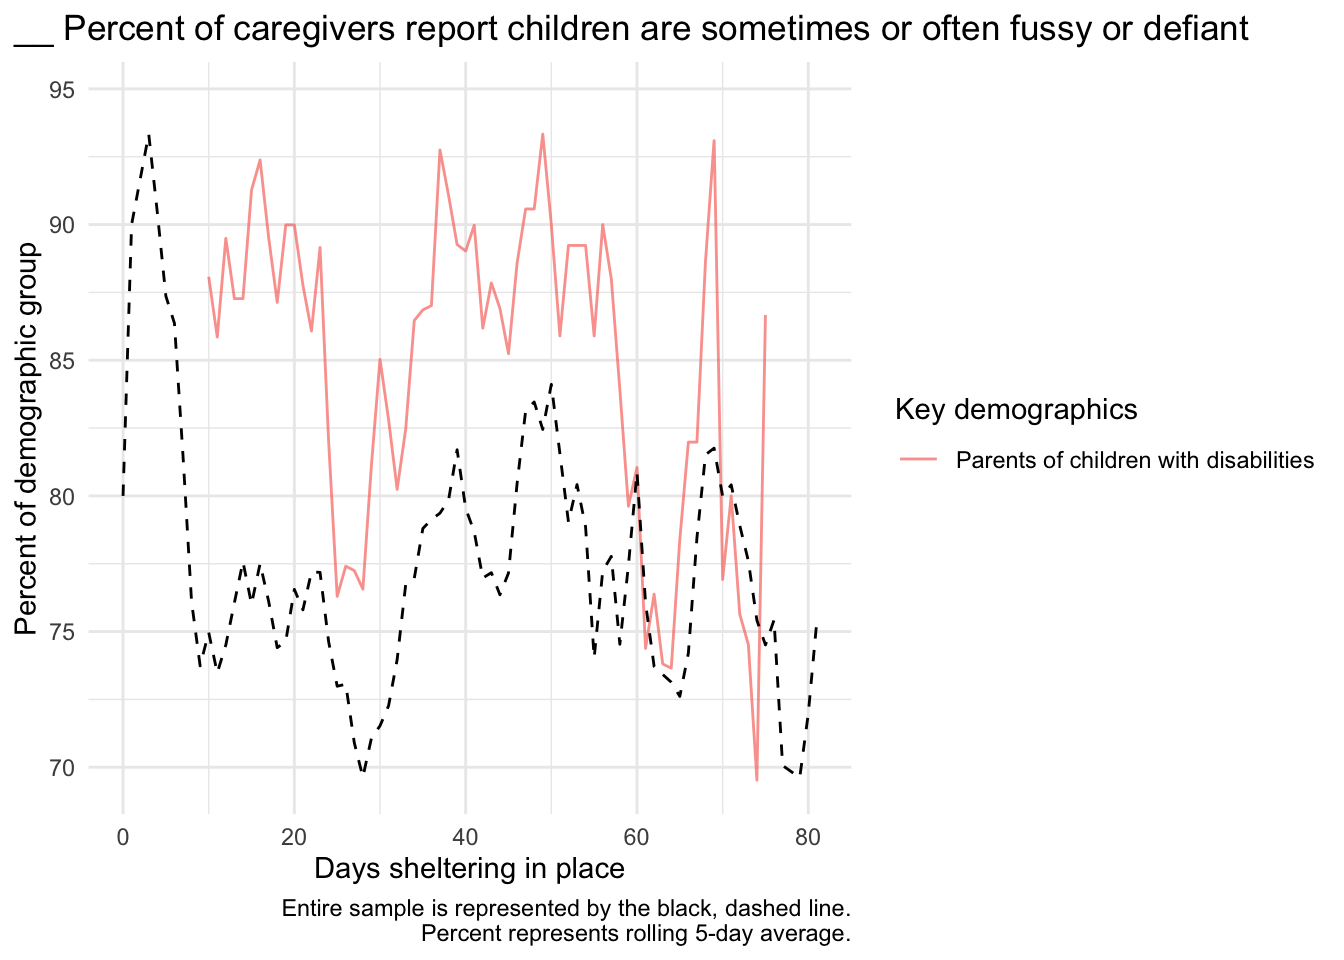 __ Percent of caregivers report children are sometimes or often fussy or defiant
95
90
85
80
75
70
Percent of demographic group
0 20 40 60 80
Days sheltering in place
Key demographics
Parents of children with disabilities
Entire sample is represented by the black, dashed line.
Percent represents rolling 5-day average.